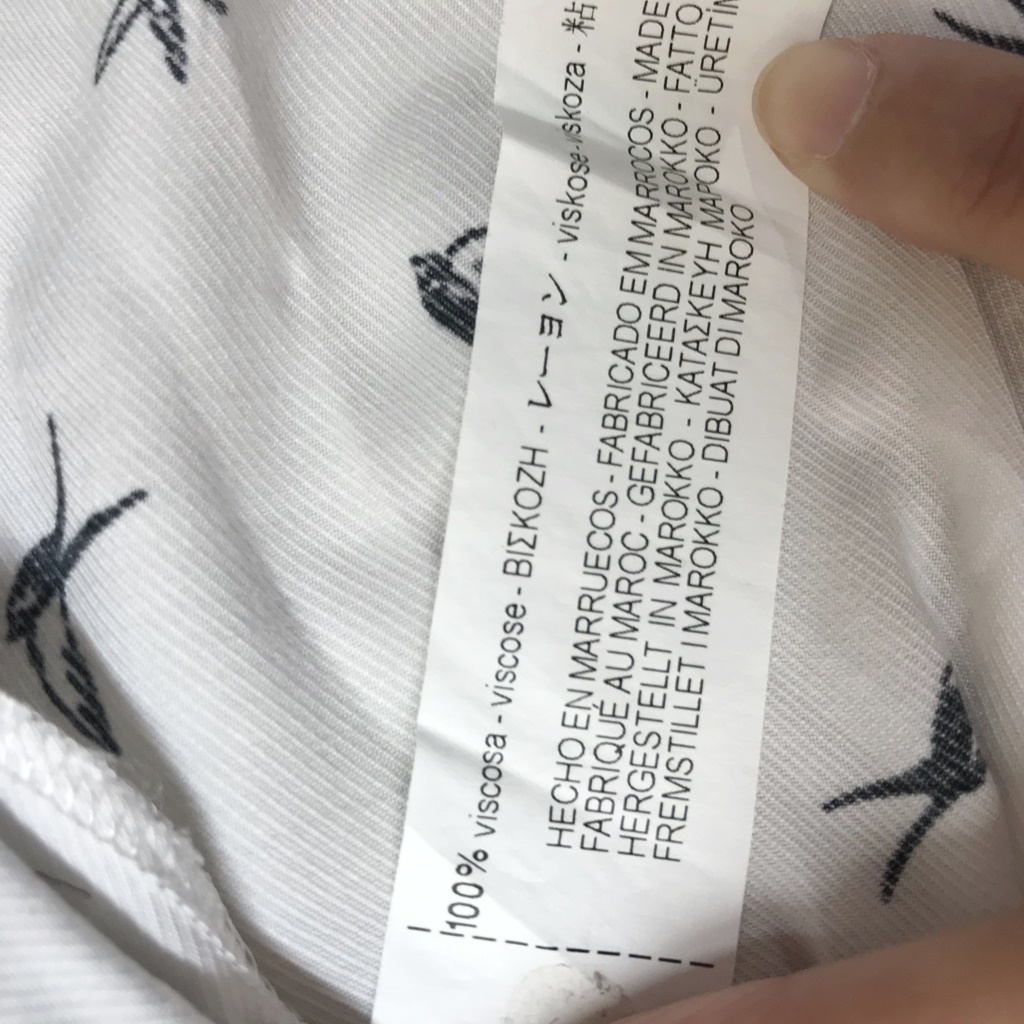 100% viscosa - viscose - ΒΙΣΚΟΖΗ - レーヨン - viskose - viskoza - 粘
HECHO EN MARRUECOS - FABRICADO EM MARROCOS - MADE
FABRIQUÉ AU MAROC - GEFABRICEERD IN MAROKKO - FATTO
HERGESTELLT IN MAROKKO - ΚΑΤΑΣΚΕΥΗ ΜΑΡΟΚΟ - ÜRETİM
FREMSTILLET I MAROKKO - DIBUAT DI MAROKO